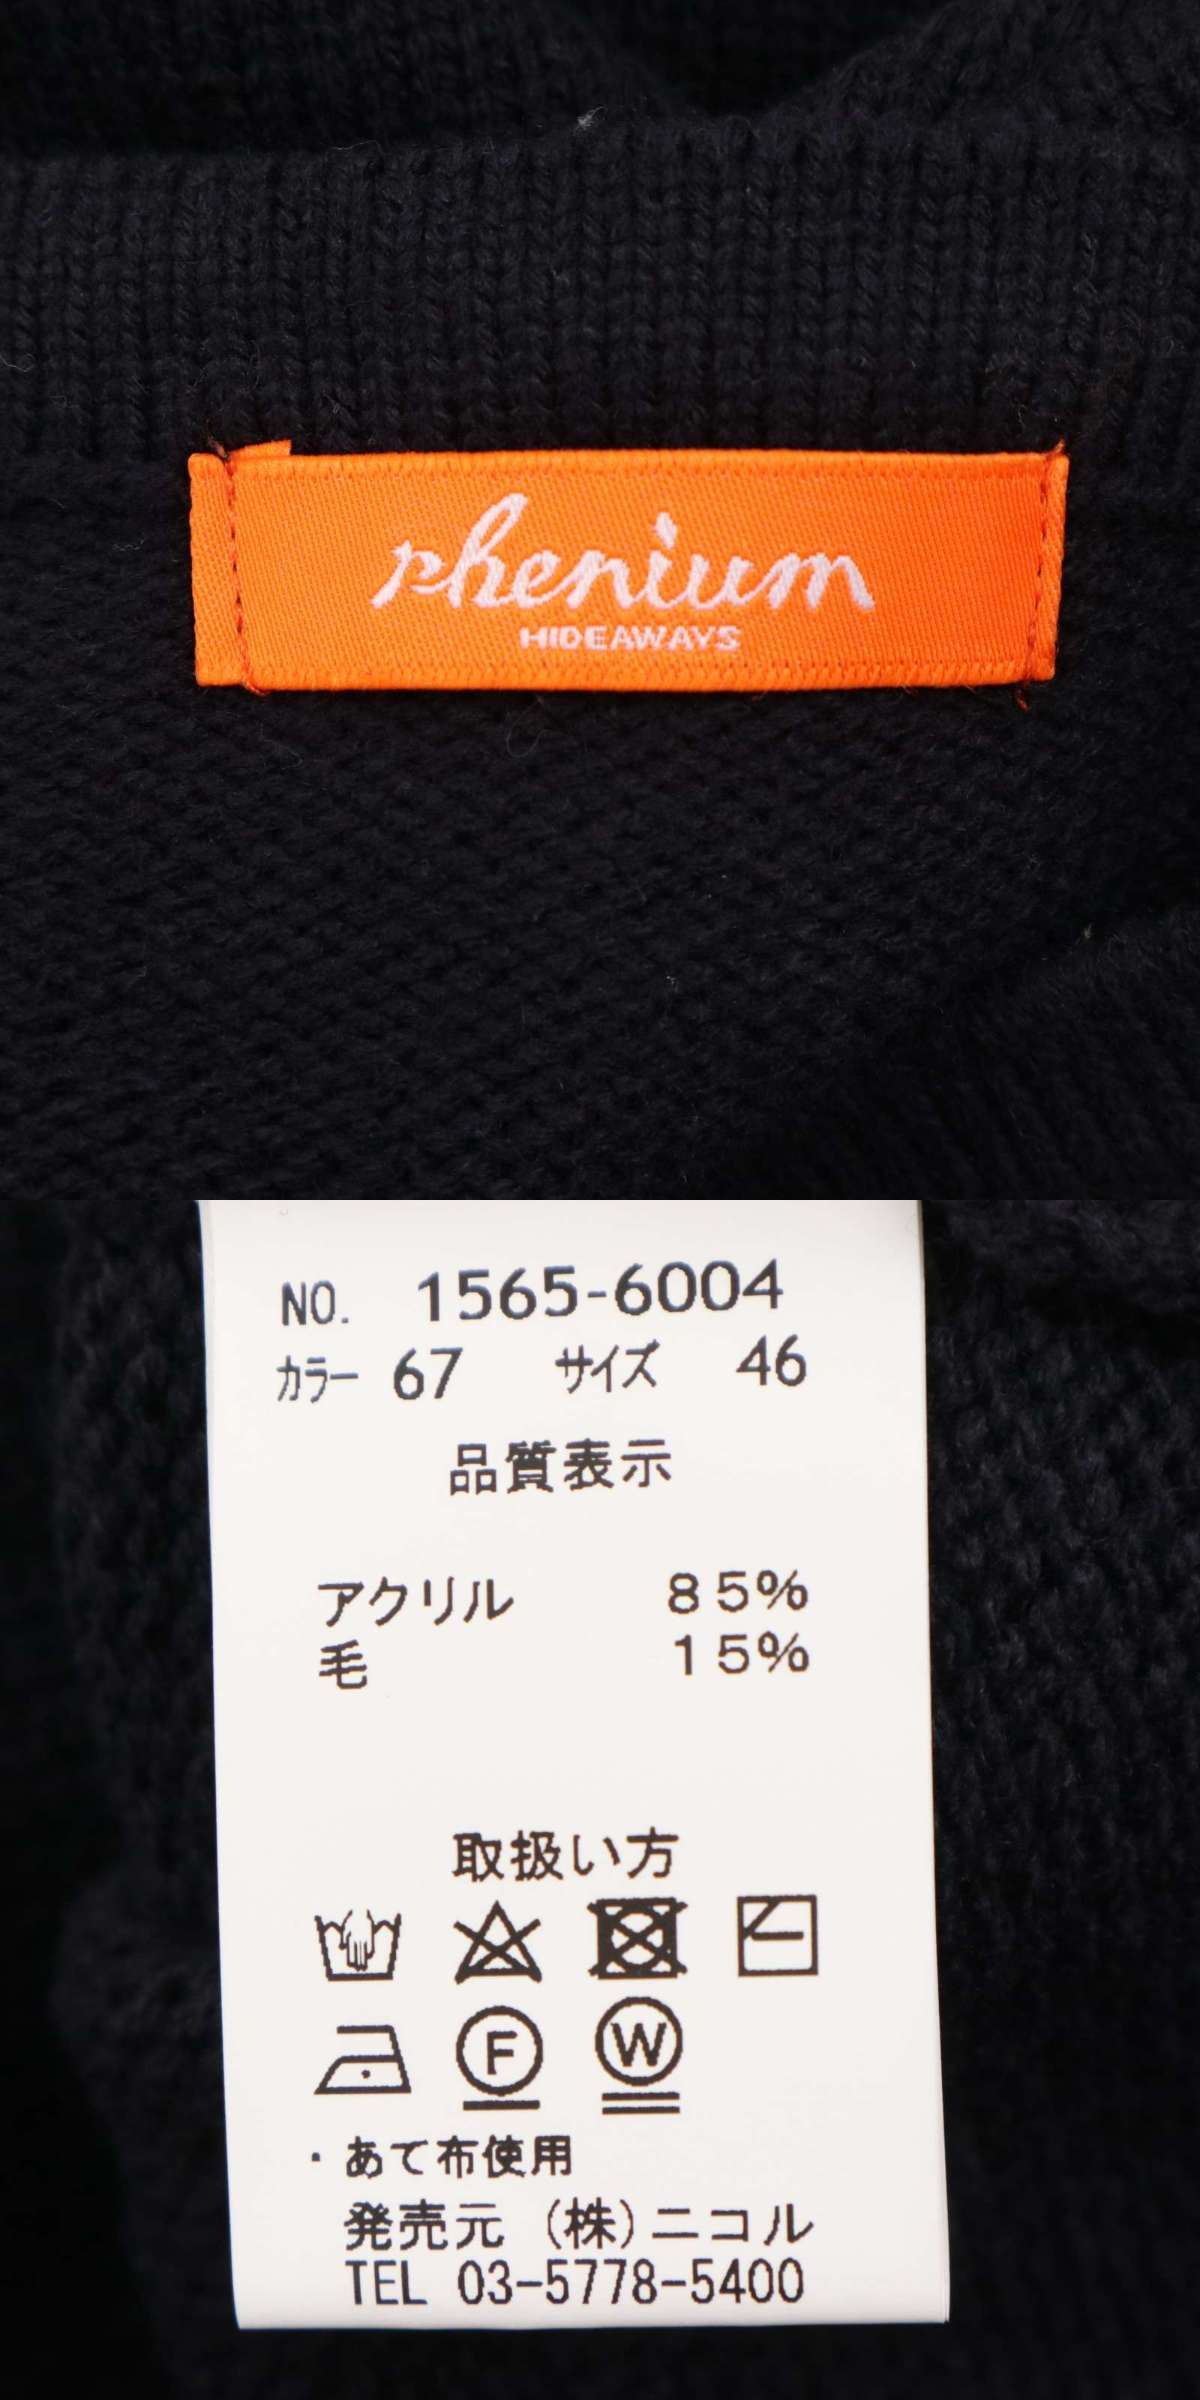 rhenium
HIDEAWAYS
NO. 1565-6004
カラー 67 サイズ 46
品質表示
アクリル 85%
毛 15%
取扱い方
F W
・あて布使用
発売元 (株)ニコル
TEL 03-5778-5400